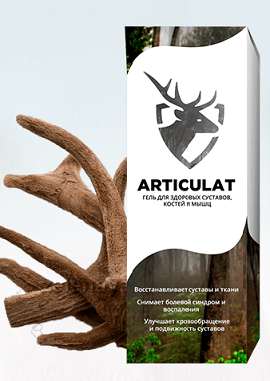 ARTICULAT
ГЕЛЬ ДЛЯ ЗДОРОВЫХ СУСТАВОВ,
КОСТЕЙ И МЫШЦ
Восстанавливает суставы и ткани
Снимает болевой синдром и
воспаления
Улучшает кровообращение
и подвижность суставов